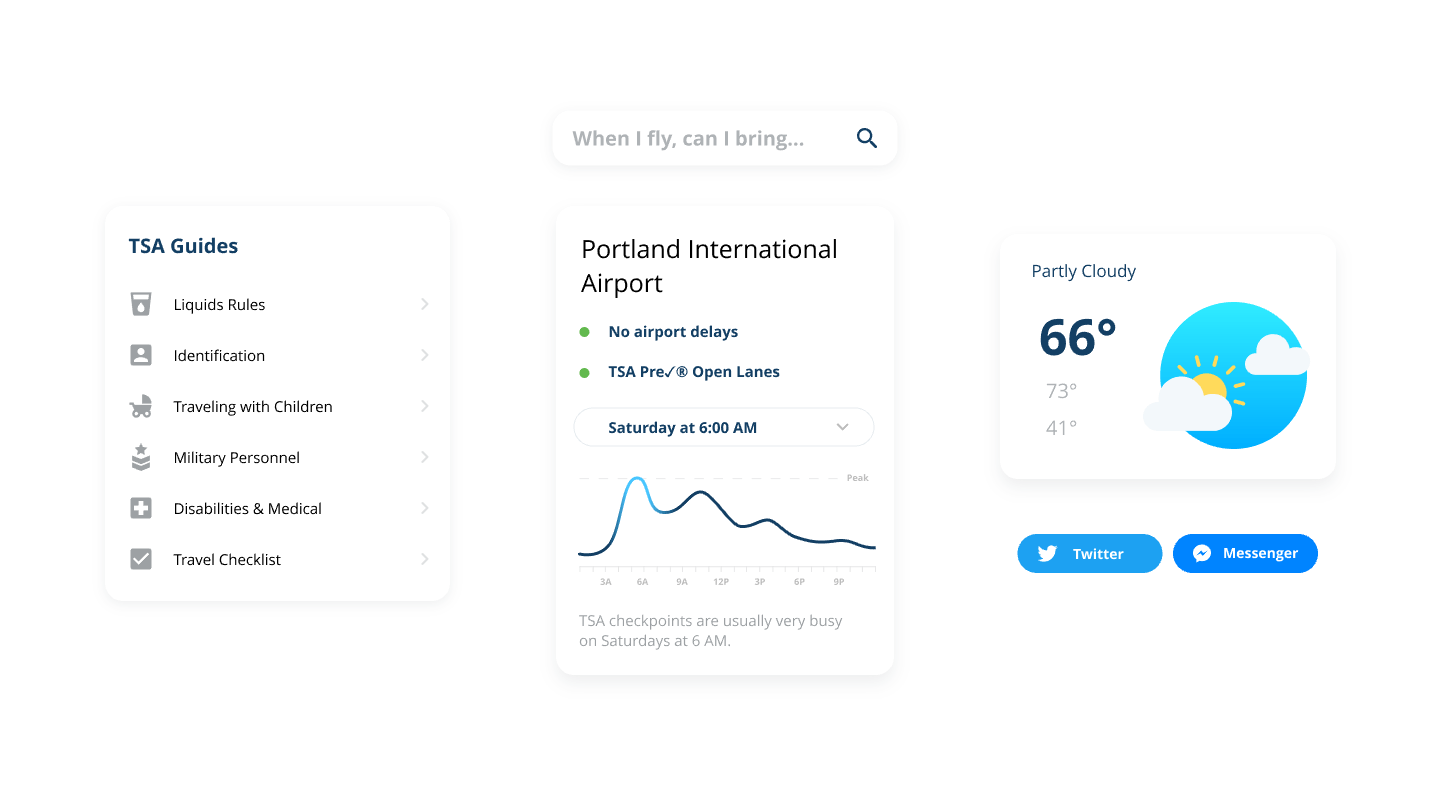 When I fly, can I bring...
TSA Guides
Liquids Rules
Identification
Traveling with Children
Military Personnel
Disabilities & Medical
Travel Checklist
Portland International
Airport
No airport delays
TSA Pre✓® Open Lanes
Saturday at 6:00 AM
Peak
3A 6A 9A 12P 3P 6P 9P
TSA checkpoints are usually very busy
on Saturdays at 6 AM.
Partly Cloudy
66°
73°
41°
Twitter
Messenger